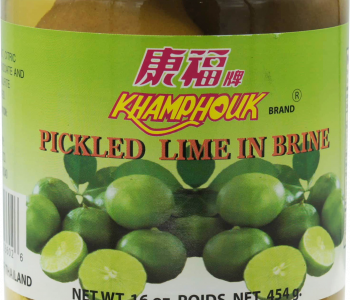 康福牌
KHAMPHOUK BRAND ®
PICKLED LIME IN BRINE
NET WT 16 oz. POIDS NET 454 g.